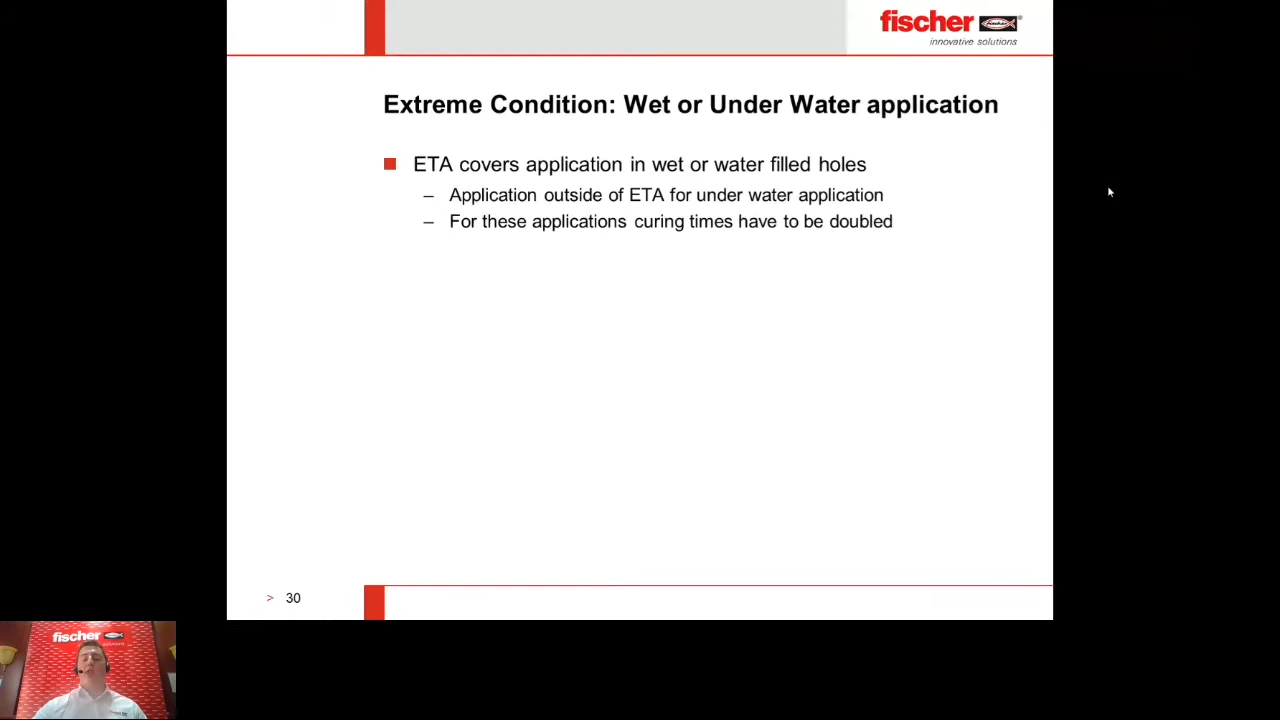 fischer
innovative solutions
Extreme Condition: Wet or Under Water application
ETA covers application in wet or water filled holes
– Application outside of ETA for under water application
– For these applications curing times have to be doubled
> 30
fischer